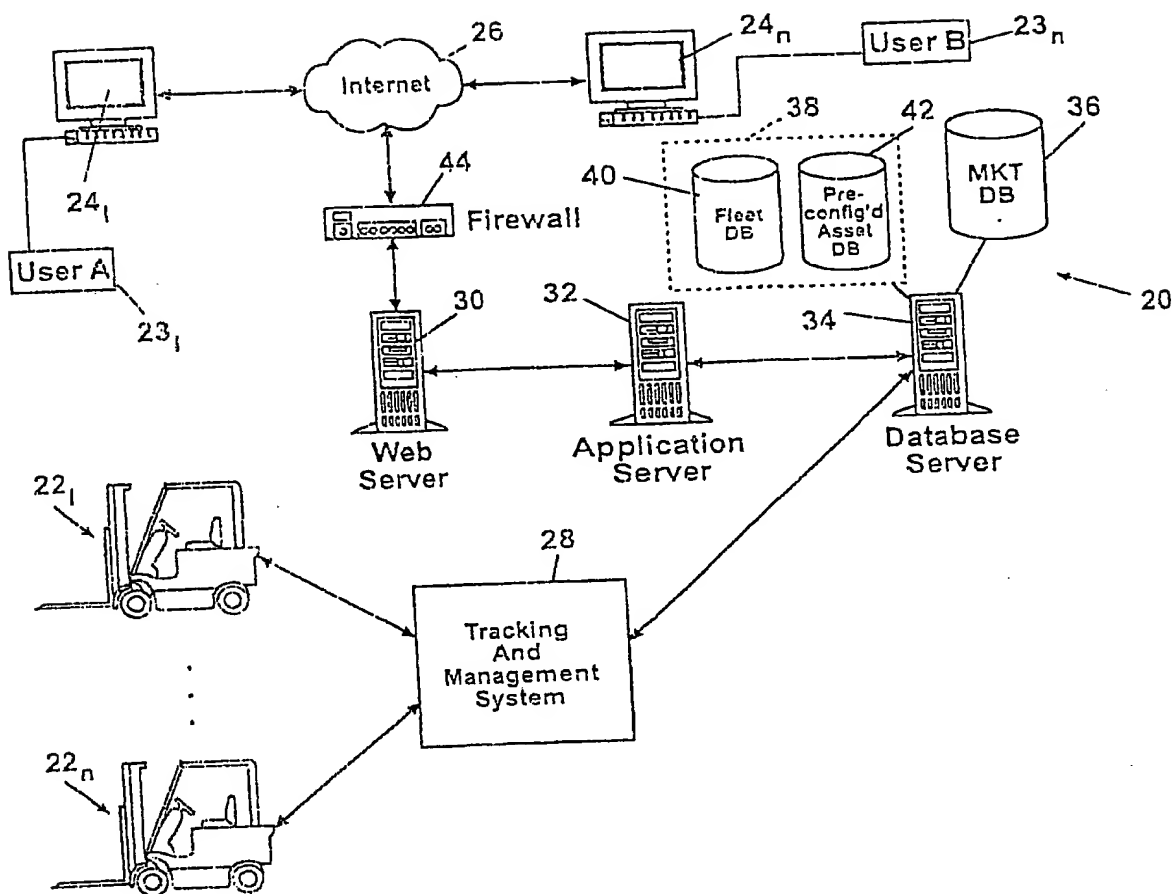 26
Internet
24n
User B
23n
38
42
36
40
Fleet
DB
Pre-
config'd
Asset
DB
MKT
DB
24l
44
Firewall
User A
23l
30
32
34
20
Web
Server
Application
Server
Database
Server
22l
28
Tracking
And
Management
System
22n